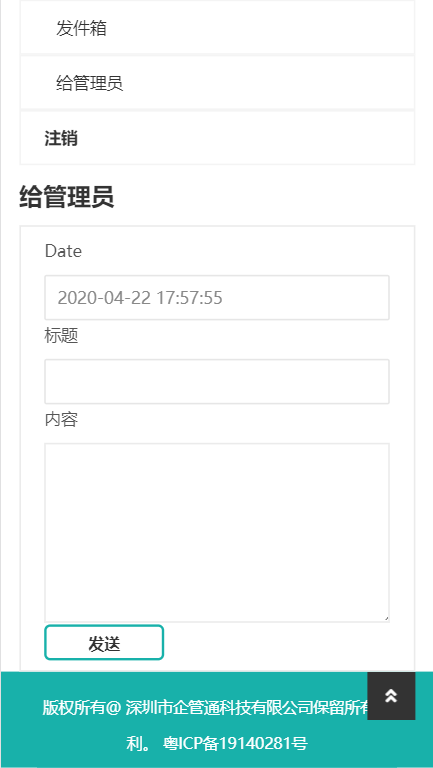 发件箱
给管理员
注销
给管理员
Date
2020-04-22 17:57:55
标题
内容
发送
版权所有@ 深圳市企管通科技有限公司保留所有
利。 粤ICP备19140281号